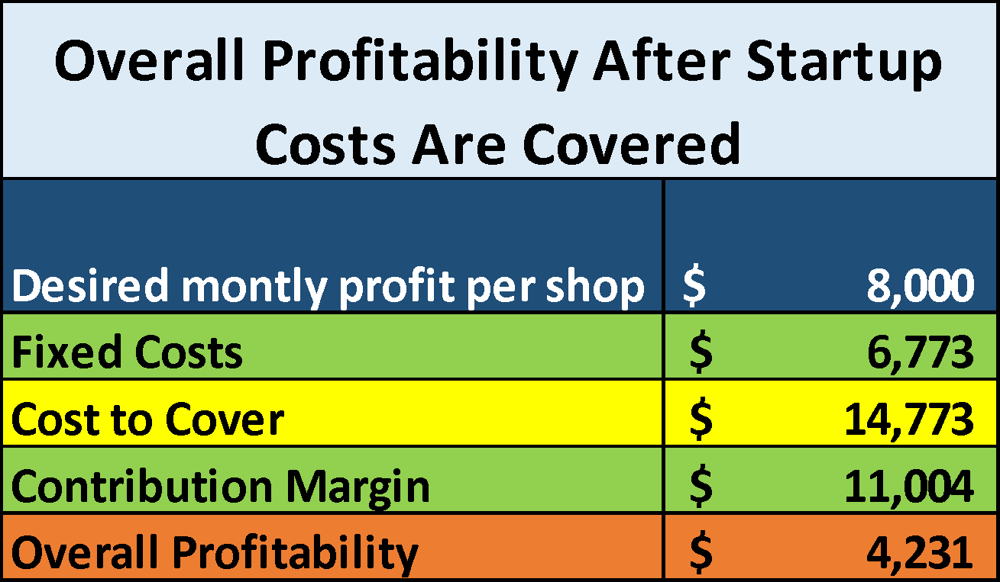 Overall Profitability After Startup
Costs Are Covered
Desired montly profit per shop $ 8,000
Fixed Costs $ 6,773
Cost to Cover $ 14,773
Contribution Margin $ 11,004
Overall Profitability $ 4,231